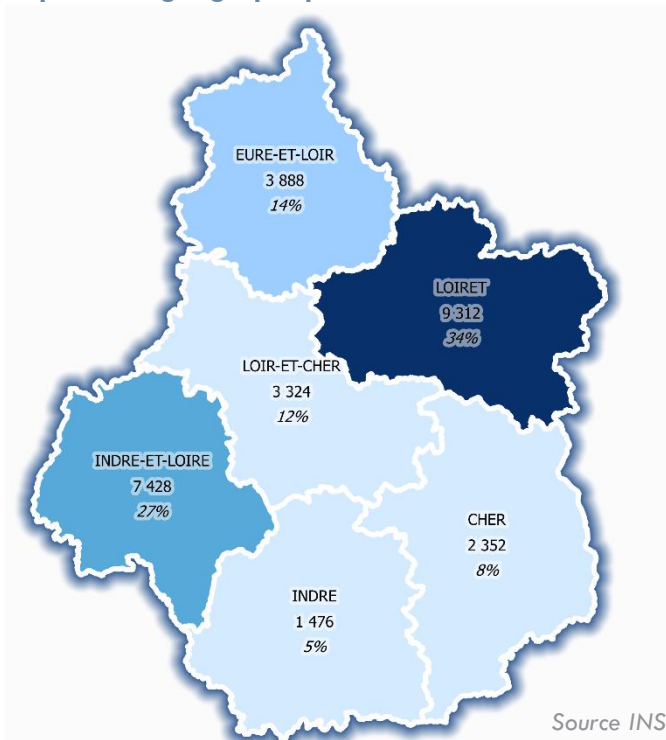 EURE-ET-LOIR
3 888
14%
LOIRET
9 312
34%
LOIR-ET-CHER
3 324
12%
INDRE-ET-LOIRE
7 428
27%
CHER
2 352
8%
INDRE
1 476
5%
Source INS